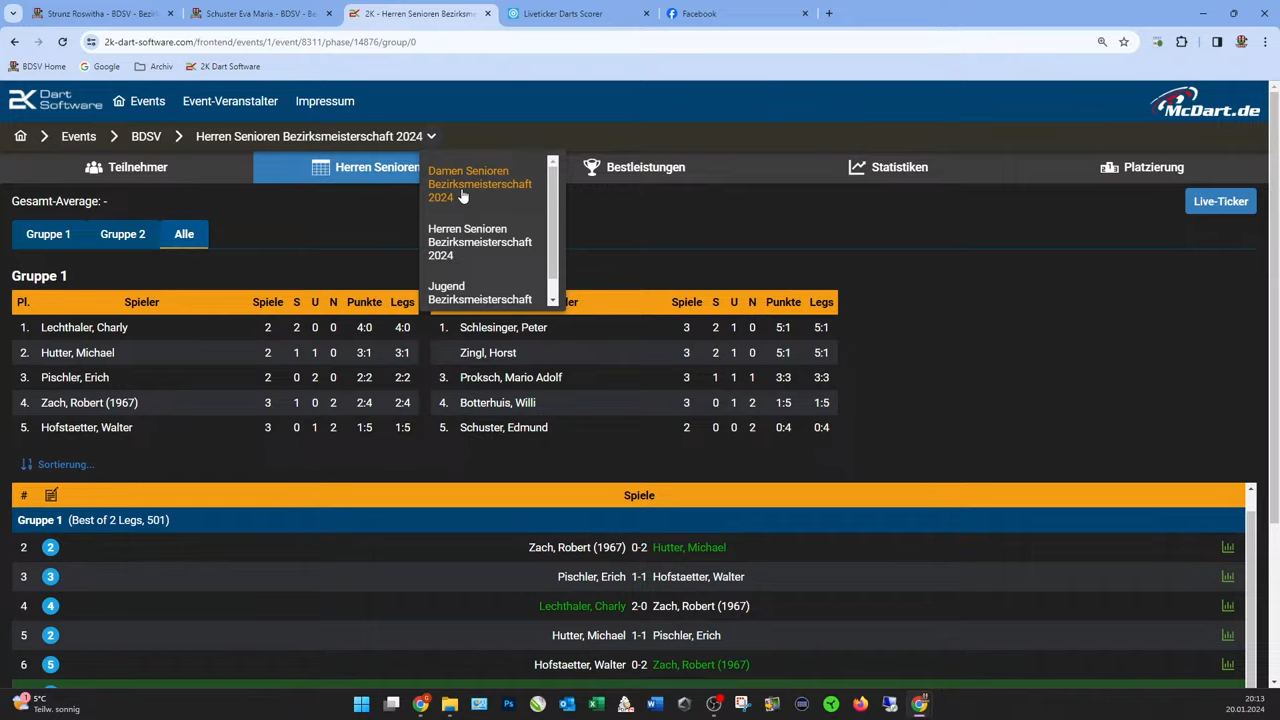 Strunz Roswitha - BDSV - Bezirk
Schuster Eva Maria - BDSV - Bez
2K - Herren Senioren Bezirksme
Liveticker Darts Scorer
Facebook
2k-dart-software.com/frontend/events/1/event/8311/phase/14876/group/0
BDSV Home Google Archiv 2K Dart Software
2K Dart Software Events Event-Veranstalter Impressum McDart.de
Events BDSV Herren Senioren Bezirksmeisterschaft 2024
Teilnehmer Herren Senioren Bestleistungen Statistiken Platzierung
Damen Senioren
Bezirksmeisterschaft
2024
Herren Senioren
Bezirksmeisterschaft
2024
Jugend
Bezirksmeisterschaft
Gesamt-Average: - Live-Ticker
Gruppe 1 Gruppe 2 Alle
Gruppe 1
Pl. Spieler Spiele S U N Punkte Legs
1. Lechthaler, Charly 2 2 0 0 4:0 4:0
2. Hutter, Michael 2 1 1 0 3:1 3:1
3. Pischler, Erich 2 0 2 0 2:2 2:2
4. Zach, Robert (1967) 3 1 0 2 2:4 2:4
5. Hofstaetter, Walter 3 0 1 2 1:5 1:5
ler Spiele S U N Punkte Legs
1. Schlesinger, Peter 3 2 1 0 5:1 5:1
Zingl, Horst 3 2 1 0 5:1 5:1
3. Proksch, Mario Adolf 3 1 1 1 3:3 3:3
4. Botterhuis, Willi 3 0 1 2 1:5 1:5
5. Schuster, Edmund 2 0 0 2 0:4 0:4
Sortierung...
# Spiele
Gruppe 1 (Best of 2 Legs, 501)
2 2 Zach, Robert (1967) 0-2 Hutter, Michael
3 3 Pischler, Erich 1-1 Hofstaetter, Walter
4 4 Lechthaler, Charly 2-0 Zach, Robert (1967)
5 2 Hutter, Michael 1-1 Pischler, Erich
6 5 Hofstaetter, Walter 0-2 Zach, Robert (1967)
1 5°C
Teilw. sonnig
20:13
20.01.2024